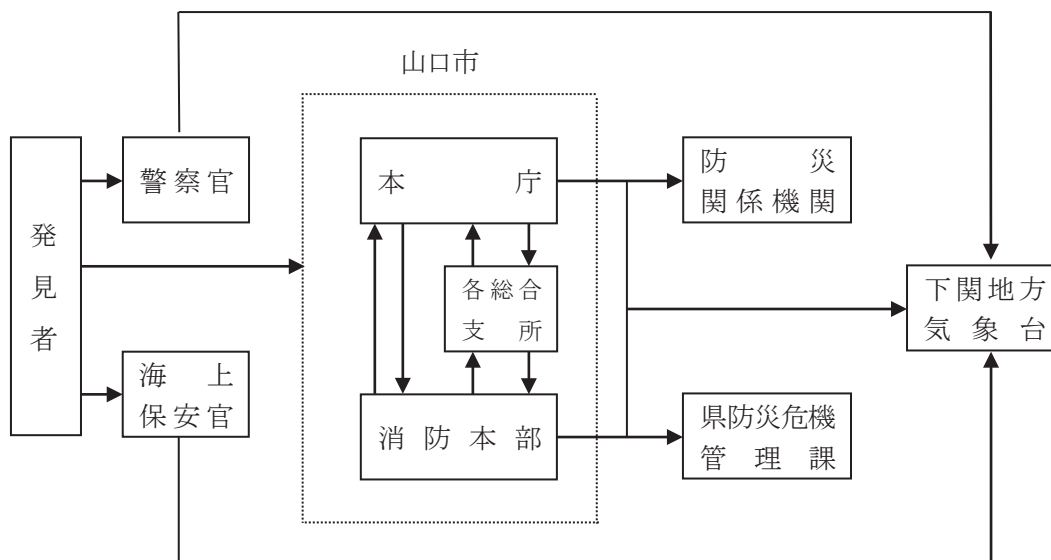 山口市
発見者
警察官
海上
保安官
本庁
各総合
支所
消防本部
防災
関係機関
県防災危機
管理課
下関地方
気象台